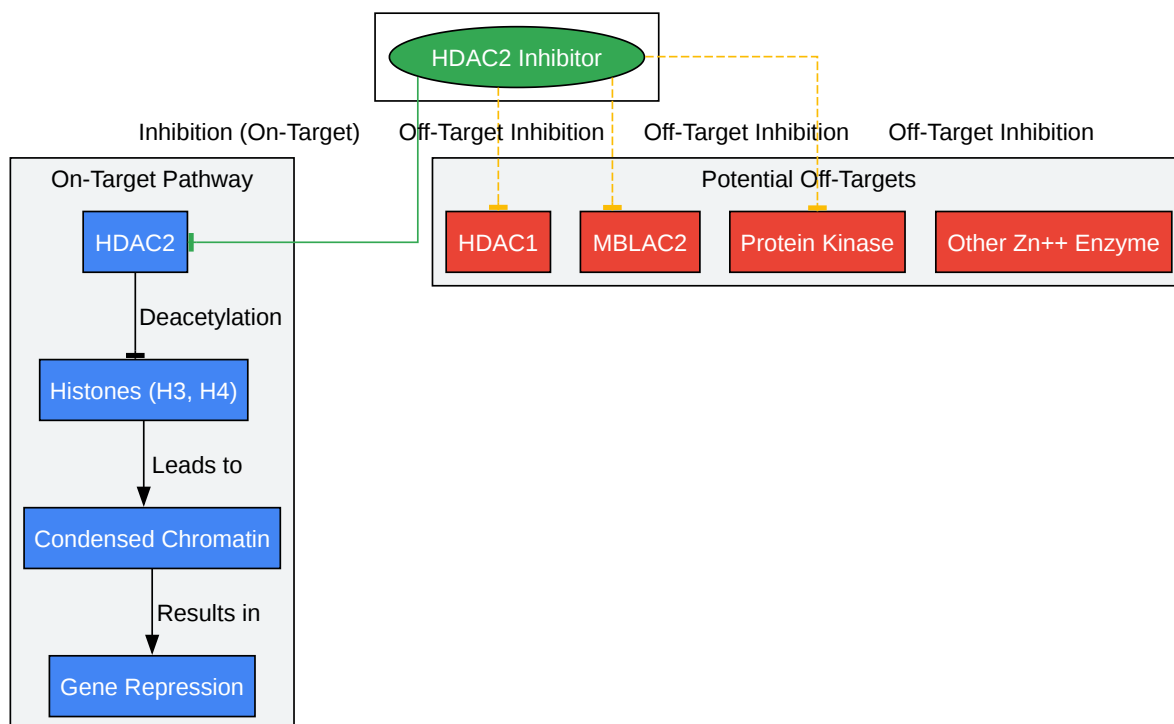 HDAC2 Inhibitor
Inhibition (On-Target)
Off-Target Inhibition
Off-Target Inhibition
Off-Target Inhibition
On-Target Pathway
Potential Off-Targets
HDAC2
HDAC1
MBLAC2
Protein Kinase
Other Zn++ Enzyme
Deacetylation
Histones (H3, H4)
Leads to
Condensed Chromatin
Results in
Gene Repression